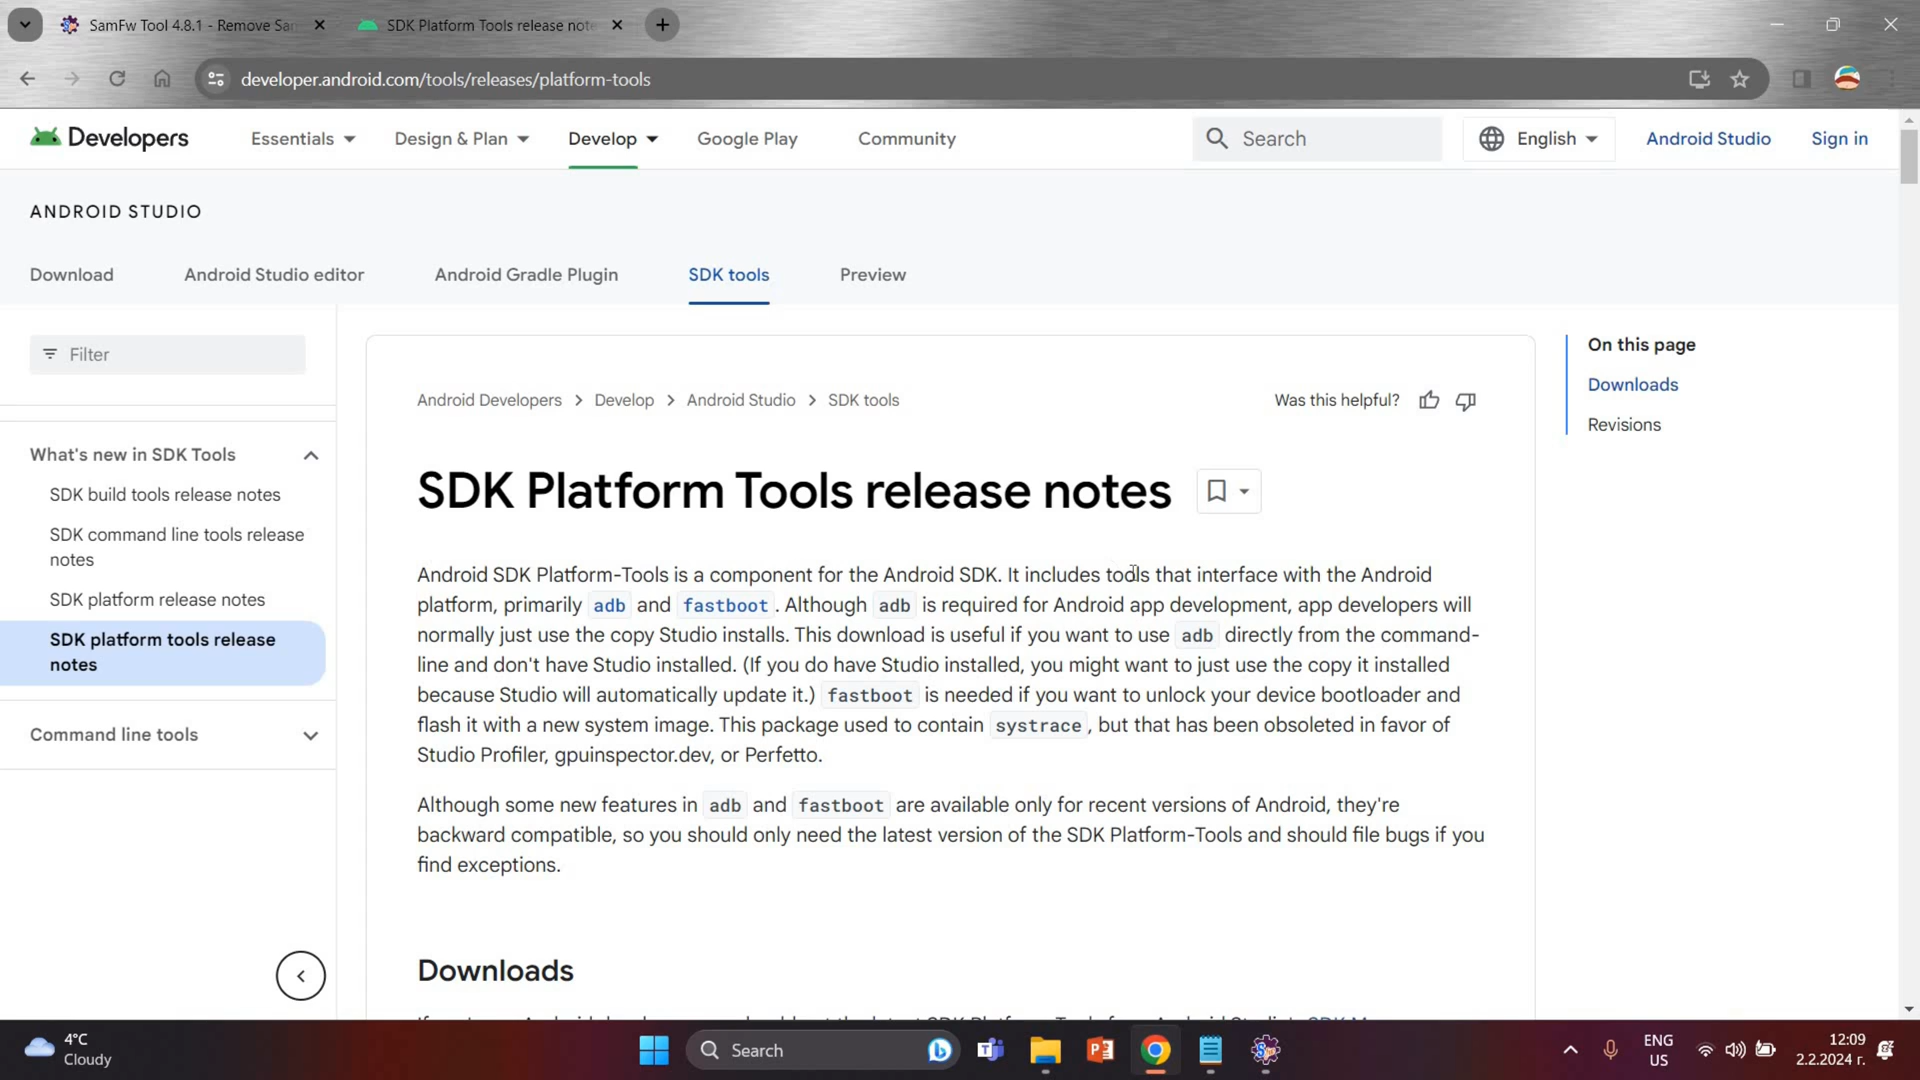 SamFw Tool 4.8.1 - Remove Sa
SDK Platform Tools release note
developer.android.com/tools/releases/platform-tools
Developers
Essentials
Design & Plan
Develop
Google Play
Community
Search
English
Android Studio
Sign in
ANDROID STUDIO
Download
Android Studio editor
Android Gradle Plugin
SDK tools
Preview
Filter
What's new in SDK Tools
SDK build tools release notes
SDK command line tools release
notes
SDK platform release notes
SDK platform tools release
notes
Command line tools
Android Developers > Develop > Android Studio > SDK tools
Was this helpful?
SDK Platform Tools release notes
Android SDK Platform-Tools is a component for the Android SDK. It includes tools that interface with the Android
platform, primarily adb and fastboot. Although adb is required for Android app development, app developers will
normally just use the copy Studio installs. This download is useful if you want to use adb directly from the command-
line and don't have Studio installed. (If you do have Studio installed, you might want to just use the copy it installed
because Studio will automatically update it.) fastboot is needed if you want to unlock your device bootloader and
flash it with a new system image. This package used to contain systrace, but that has been obsoleted in favor of
Studio Profiler, gpuinspector.dev, or Perfetto.
Although some new features in adb and fastboot are available only for recent versions of Android, they're
backward compatible, so you should only need the latest version of the SDK Platform-Tools and should file bugs if you
find exceptions.
Downloads
On this page
Downloads
Revisions
4°C
Cloudy
Search
ENG
US
12:09
2.2.2024 г.